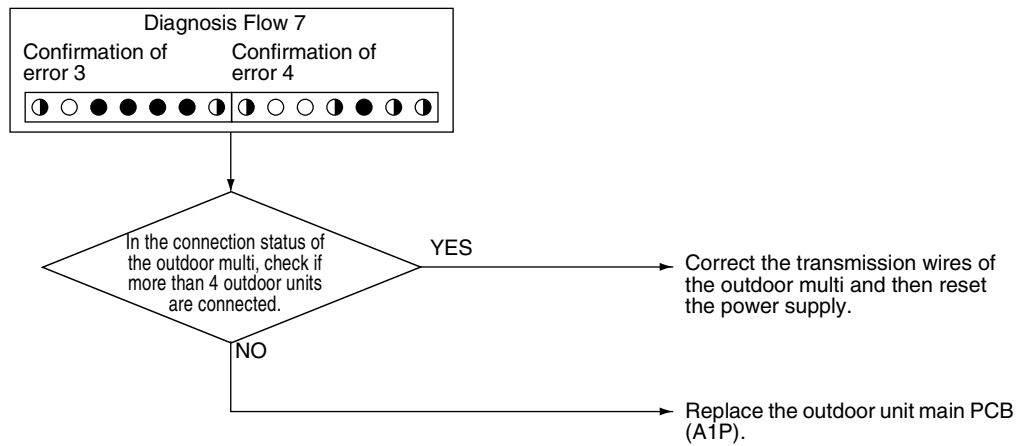 Diagnosis Flow 7
Confirmation of
error 3
Confirmation of
error 4
In the connection status of
the outdoor multi, check if
more than 4 outdoor units
are connected.
YES
Correct the transmission wires of
the outdoor multi and then reset
the power supply.
NO
Replace the outdoor unit main PCB
(A1P).